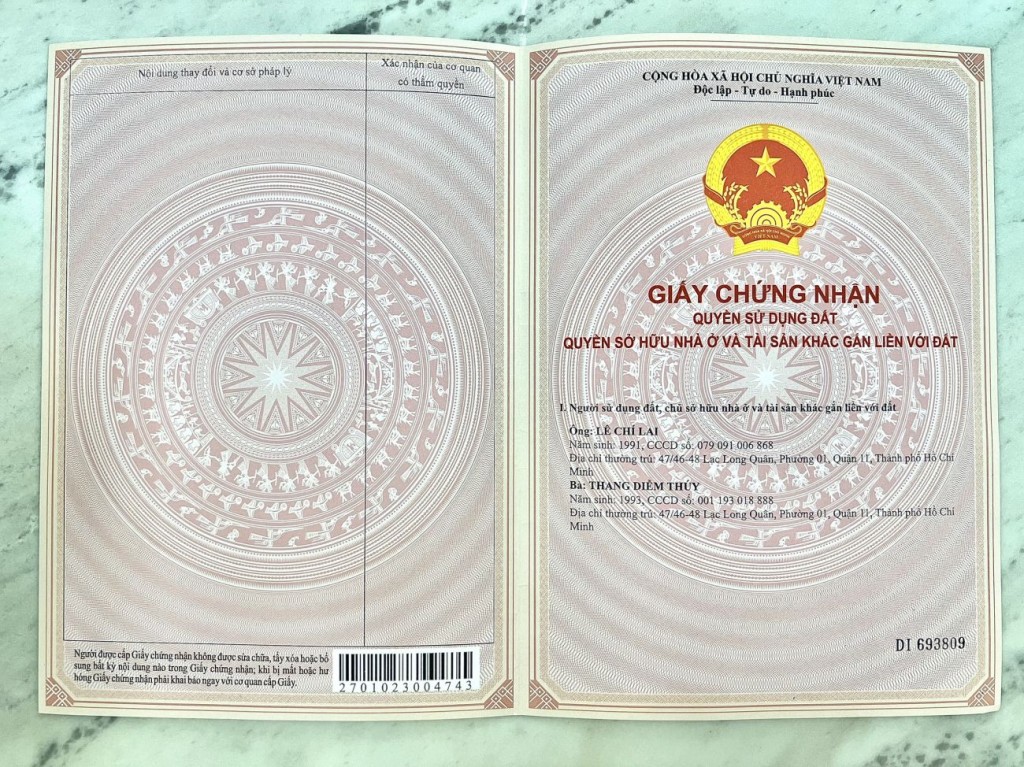 Nội dung thay đổi và cơ sở pháp lý
Xác nhận của cơ quan
có thẩm quyền
Người được cấp Giấy chứng nhận không được sửa chữa, tẩy xóa hoặc bổ
sung bất kỳ nội dung nào trong Giấy chứng nhận; khi bị mất hoặc hư
hỏng Giấy chứng nhận phải khai báo ngay với cơ quan cấp Giấy.
2701023004743
CỘNG HÒA XÃ HỘI CHỦ NGHĨA VIỆT NAM
Độc lập - Tự do - Hạnh phúc
CỘNG HÒA XÃ HỘI CHỦ NGHĨA
VIỆT NAM
GIẤY CHỨNG NHẬN
QUYỀN SỬ DỤNG ĐẤT
QUYỀN SỞ HỮU NHÀ Ở VÀ TÀI SẢN KHÁC GẮN LIỀN VỚI ĐẤT
I. Người sử dụng đất, chủ sở hữu nhà ở và tài sản khác gắn liền với đất
Ông: LÊ CHÍ LAI
Năm sinh: 1991, CCCD số: 079 091 006 868
Địa chỉ thường trú: 47/46-48 Lạc Long Quân, Phường 01, Quận 11, Thành phố Hồ Chí
Minh
Bà: THANG DIỄM THÚY
Năm sinh: 1993, CCCD số: 001 193 018 888
Địa chỉ thường trú: 47/46-48 Lạc Long Quân, Phường 01, Quận 11, Thành phố Hồ Chí
Minh
DI 693809